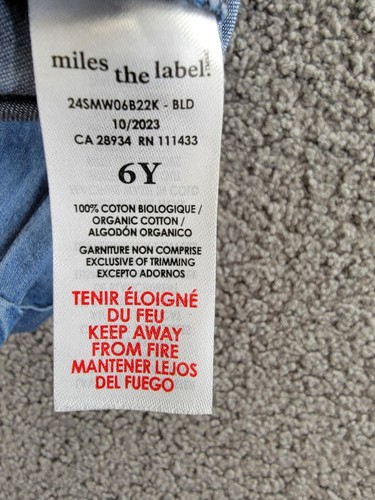 miles the label.
24SMW06B22K - BLD
10/2023
CA 28934 RN 111433
6Y
100% COTON BIOLOGIQUE /
ORGANIC COTTON /
ALGODÓN ORGANICO
GARNITURE NON COMPRISE
EXCLUSIVE OF TRIMMING
EXCEPTO ADORNOS
TENIR ÉLOIGNÉ
DU FEU
KEEP AWAY
FROM FIRE
MANTENER LEJOS
DEL FUEGO